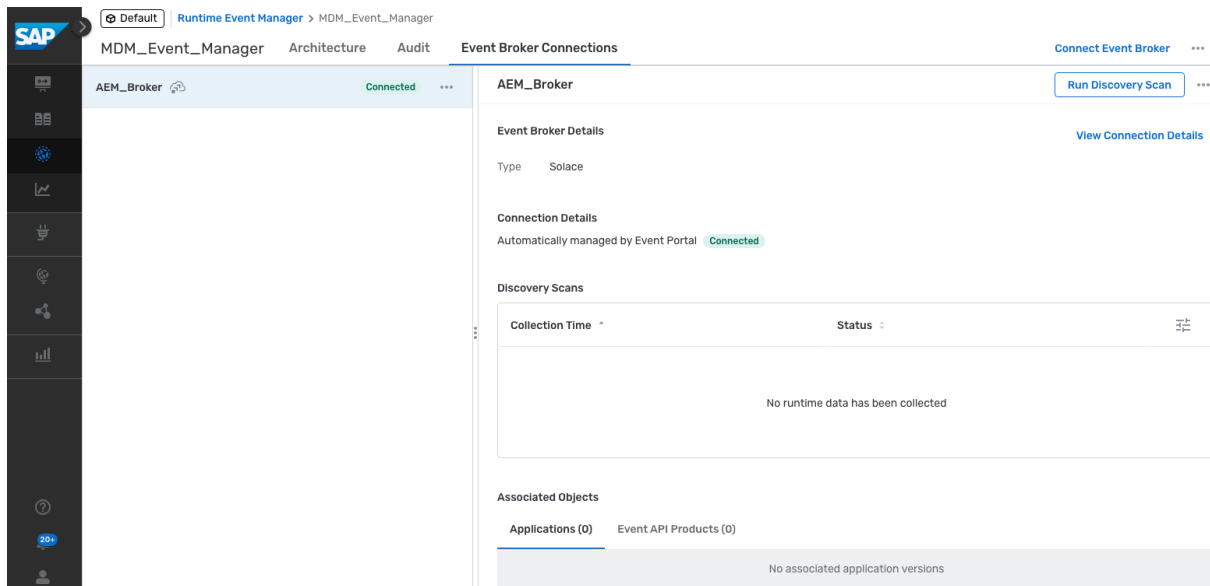 SAP
Default
Runtime Event Manager > MDM_Event_Manager
MDM_Event_Manager Architecture Audit Event Broker Connections Connect Event Broker
AEM_Broker Connected
AEM_Broker Run Discovery Scan
Event Broker Details
View Connection Details
Type Solace
Connection Details
Automatically managed by Event Portal Connected
Discovery Scans
Collection Time Status
No runtime data has been collected
Associated Objects
Applications (0) Event API Products (0)
20+
No associated application versions